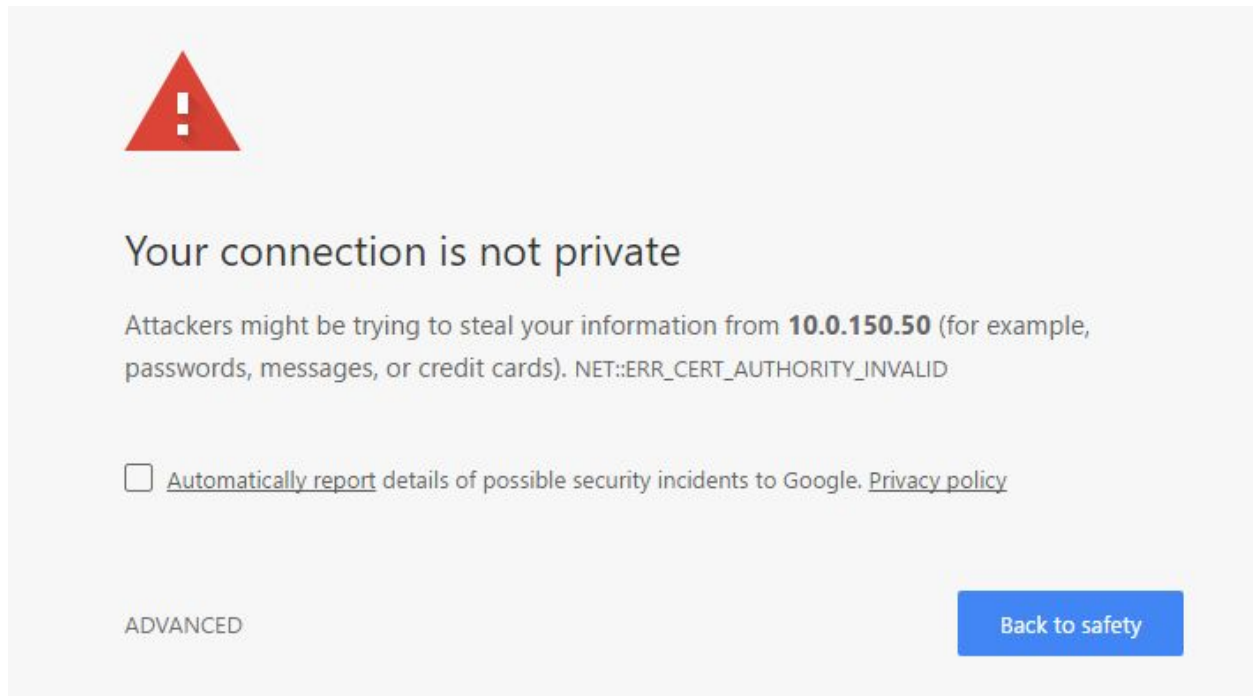 Your connection is not private
Attackers might be trying to steal your information from 10.0.150.50 (for example,
passwords, messages, or credit cards). NET::ERR_CERT_AUTHORITY_INVALID
Automatically report details of possible security incidents to Google. Privacy policy
ADVANCED
Back to safety